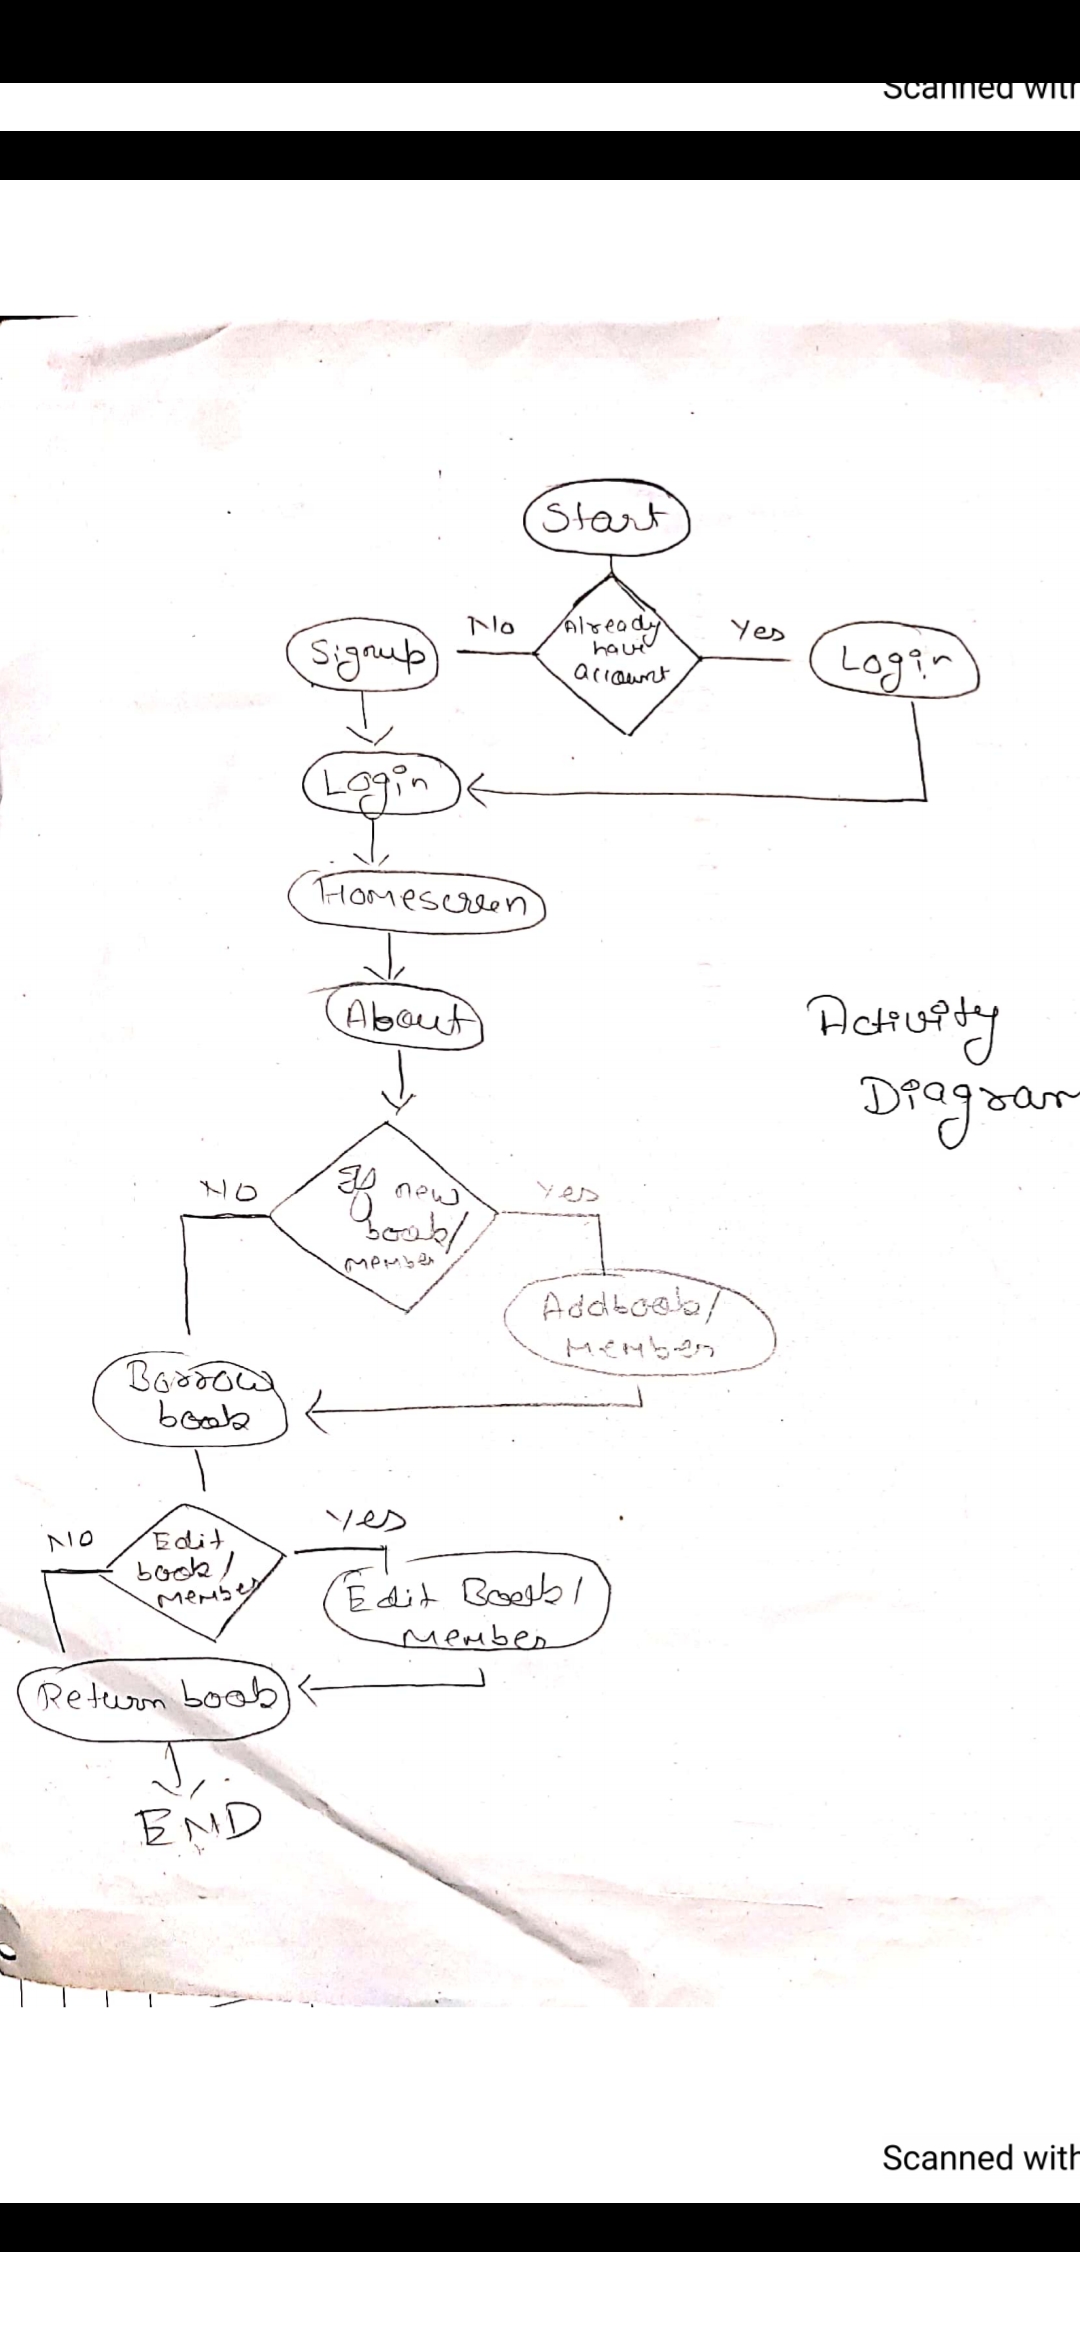 Scanned with
Start
No
Already
have
account
Yes
Signup
Login
Login
Homescreen
About
Activity
Diagram
NO
If new
book/
member
Yes
Addbook/
Member
Borrow
book
NO
Edit
book/
member
Yes
Edit Book/
Member
Return book
END
Scanned with